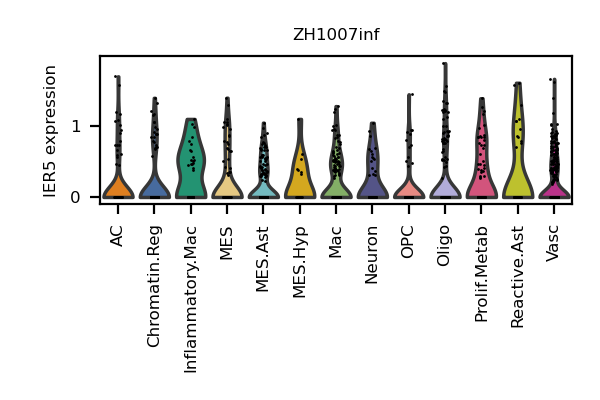 ZH1007inf
IER5 expression
1
0
AC
Chromatin.Reg
Inflammatory.Mac
MES
MES.Ast
MES.Hyp
Mac
Neuron
OPC
Oligo
Prolif.Metab
Reactive.Ast
Vasc